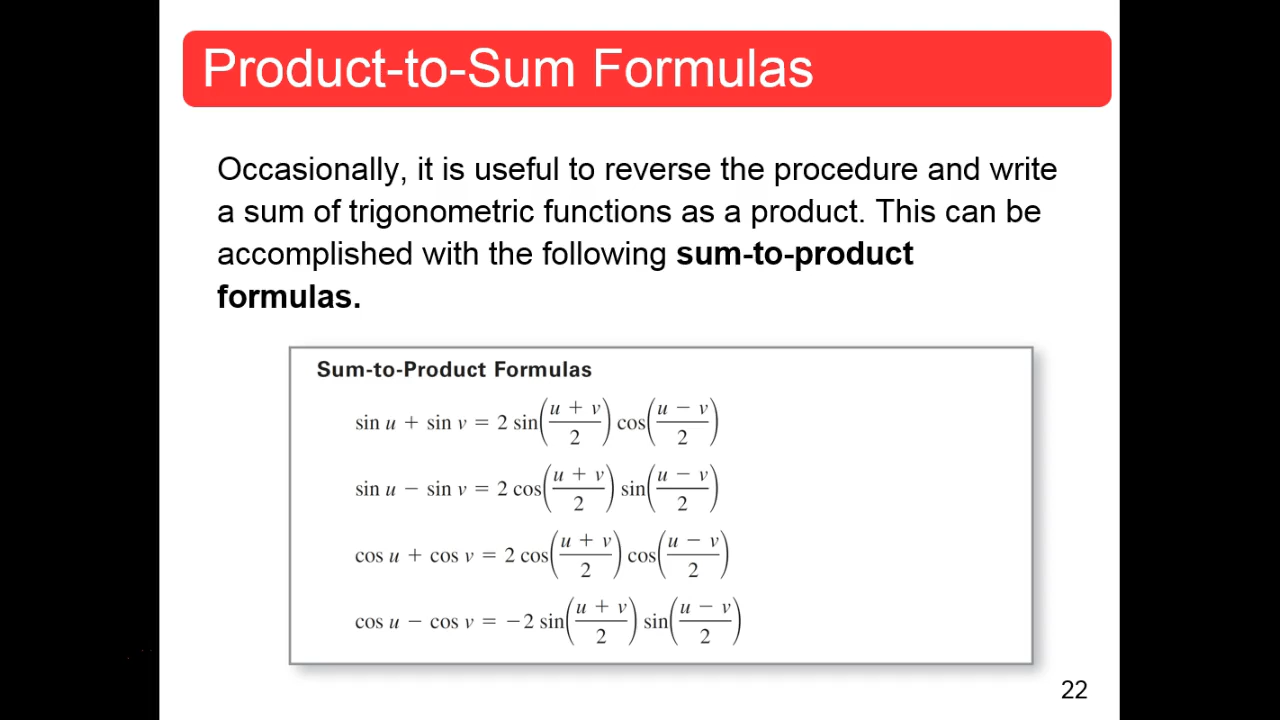 Product-to-Sum Formulas
Occasionally, it is useful to reverse the procedure and write
a sum of trigonometric functions as a product. This can be
accomplished with the following sum-to-product
formulas.
Sum-to-Product Formulas
sin u + sin v = 2 sin((u + v)/2) cos((u − v)/2)
sin u − sin v = 2 cos((u + v)/2) sin((u − v)/2)
cos u + cos v = 2 cos((u + v)/2) cos((u − v)/2)
cos u − cos v = −2 sin((u + v)/2) sin((u − v)/2)
22